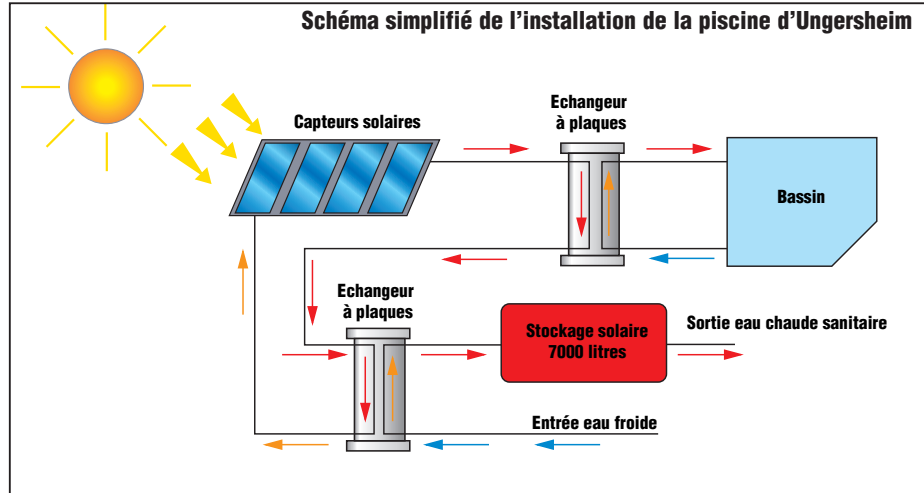 Schéma simplifié de l'installation de la piscine d'Ungersheim
Capteurs solaires
Echangeur
à plaques
Bassin
Echangeur
à plaques
Stockage solaire
7000 litres
Sortie eau chaude sanitaire
Entrée eau froide